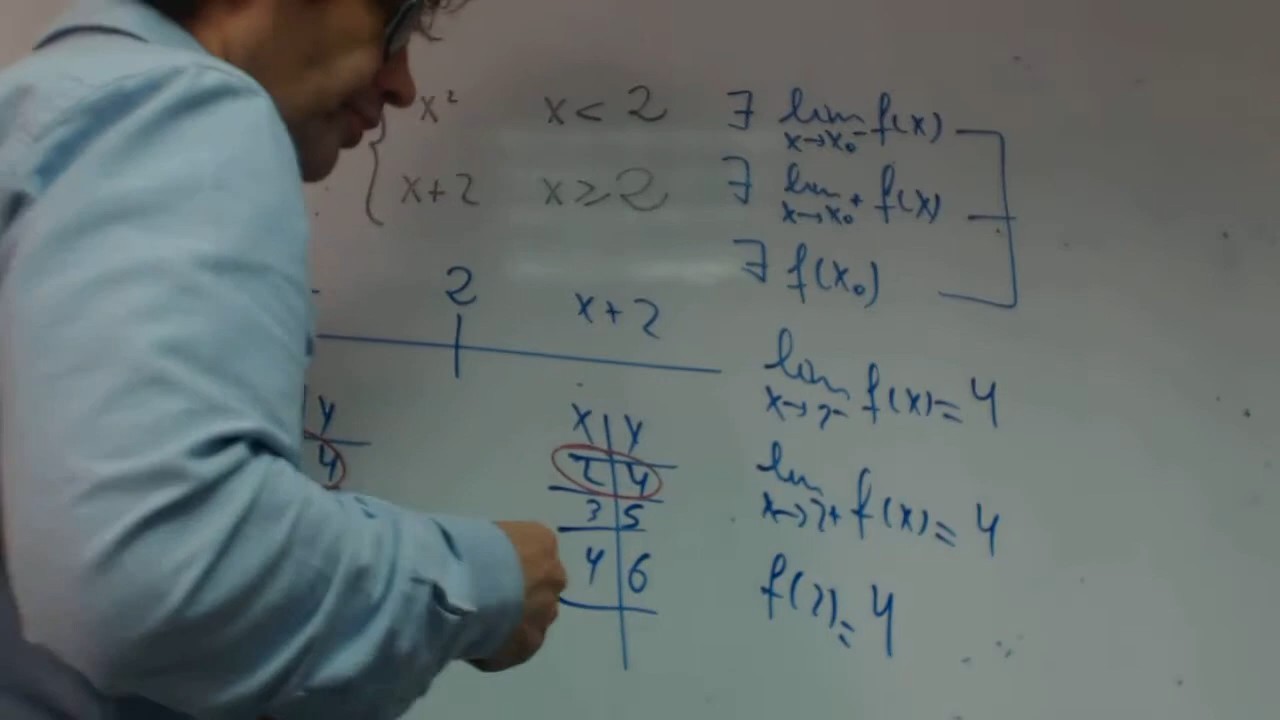 x² x < 2
x+2 x ≥ 2
∃ lim x→x₀⁻ f(x)
∃ lim x→x₀⁺ f(x)
∃ f(x₀)
2 x+2
y
4
x y
2 4
3 5
4 6
lim x→2⁻ f(x) = 4
lim x→2⁺ f(x) = 4
f(2) = 4